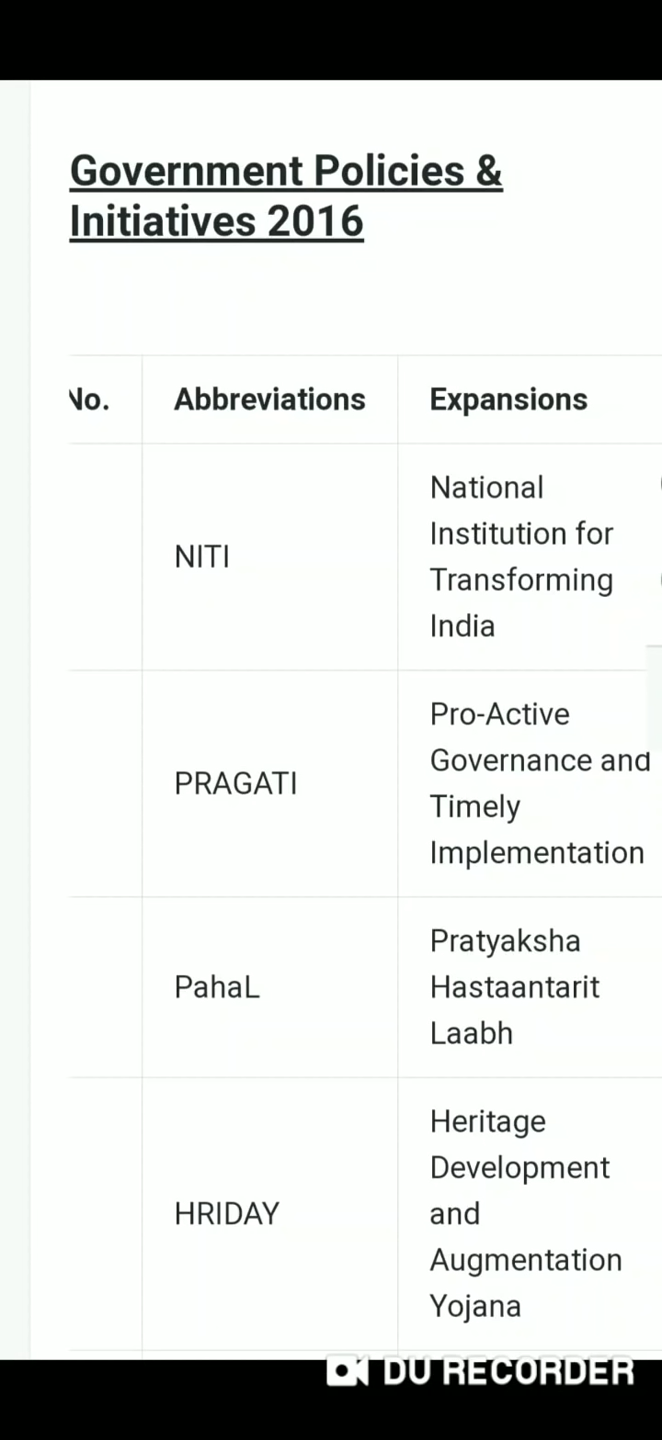 Government Policies &
Initiatives 2016
No.
Abbreviations
Expansions
NITI
National
Institution for
Transforming
India
PRAGATI
Pro-Active
Governance and
Timely
Implementation
PahaL
Pratyaksha
Hastaantarit
Laabh
HRIDAY
Heritage
Development
and
Augmentation
Yojana
DU RECORDER